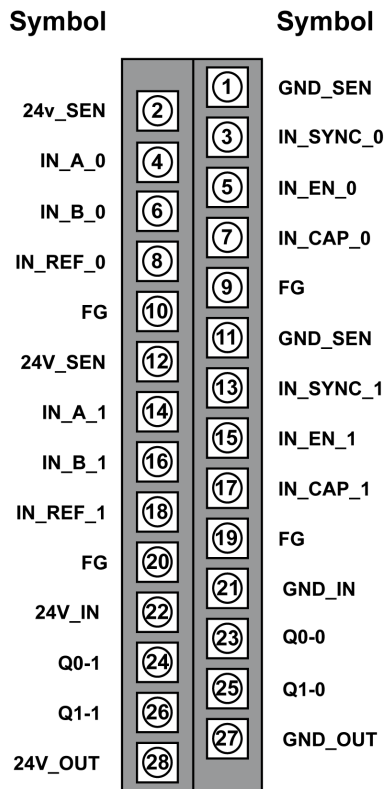 Symbol Symbol
1 GND_SEN
24v_SEN 2
3 IN_SYNC_0
IN_A_0 4
5 IN_EN_0
IN_B_0 6
7 IN_CAP_0
IN_REF_0 8
9 FG
FG 10
11 GND_SEN
24V_SEN 12
13 IN_SYNC_1
IN_A_1 14
15 IN_EN_1
IN_B_1 16
17 IN_CAP_1
IN_REF_1 18
19 FG
FG 20
21 GND_IN
24V_IN 22
23 Q0-0
Q0-1 24
25 Q1-0
Q1-1 26
27 GND_OUT
24V_OUT 28